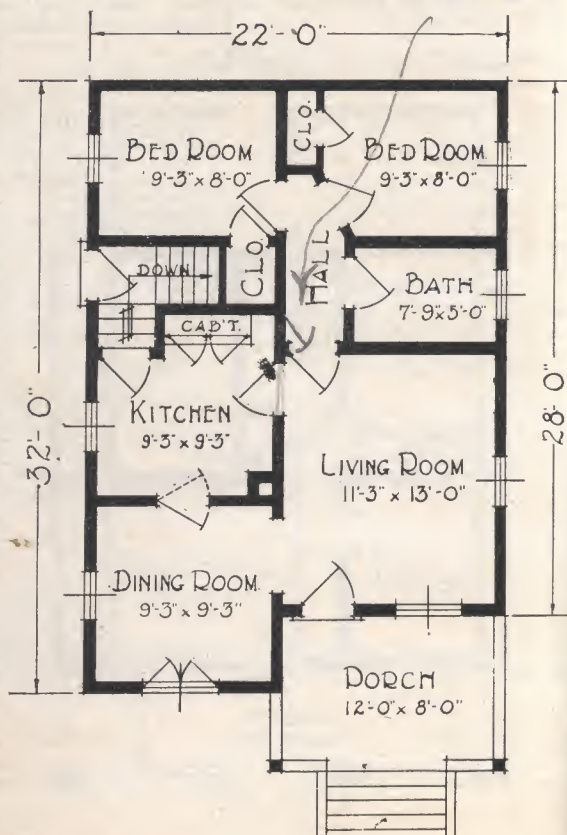 22'-0"
CLO.
BED ROOM
9'-3" x 8'-0"
BED ROOM
9'-3" x 8'-0"
DOWN
CLO.
HALL
BATH
7-9" x 5'-0"
CAB'T.
KITCHEN
9'-3" x 9'-3"
32'-0"
28'-0"
LIVING ROOM
11'-3" x 13'-0"
DINING ROOM
9'-3" x 9'-3"
PORCH
12'-0" x 8'-0"